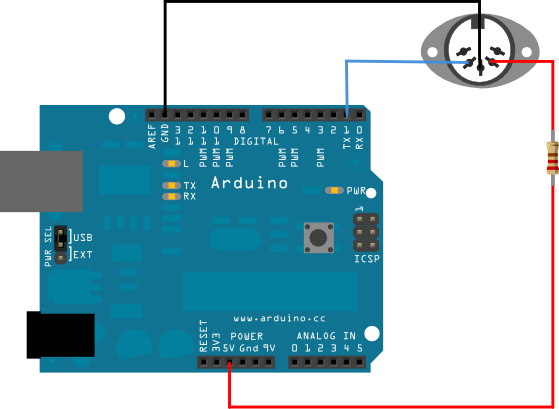 AREF
GND
13
12
11
10
9
8
7
6
5
4
3
2
1
0
DIGITAL
PWM
PWM
PWM
PWM
PWM
PWM
TX
RX
L
TX
RX
Arduino
PWR
1
ICSP
PWR SEL
USB
EXT
www.arduino.cc
POWER
ANALOG IN
RESET
3V3
5V Gnd 9V
0 1 2 3 4 5